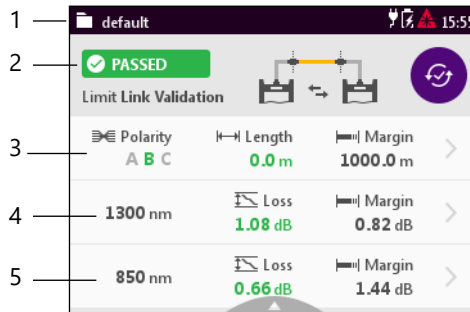 1 default 15:55
2 PASSED
Limit Link Validation
3 Polarity Length Margin
A B C 0.0 m 1000.0 m
Loss Margin
4 1300 nm 1.08 dB 0.82 dB
Loss Margin
5 850 nm 0.66 dB 1.44 dB